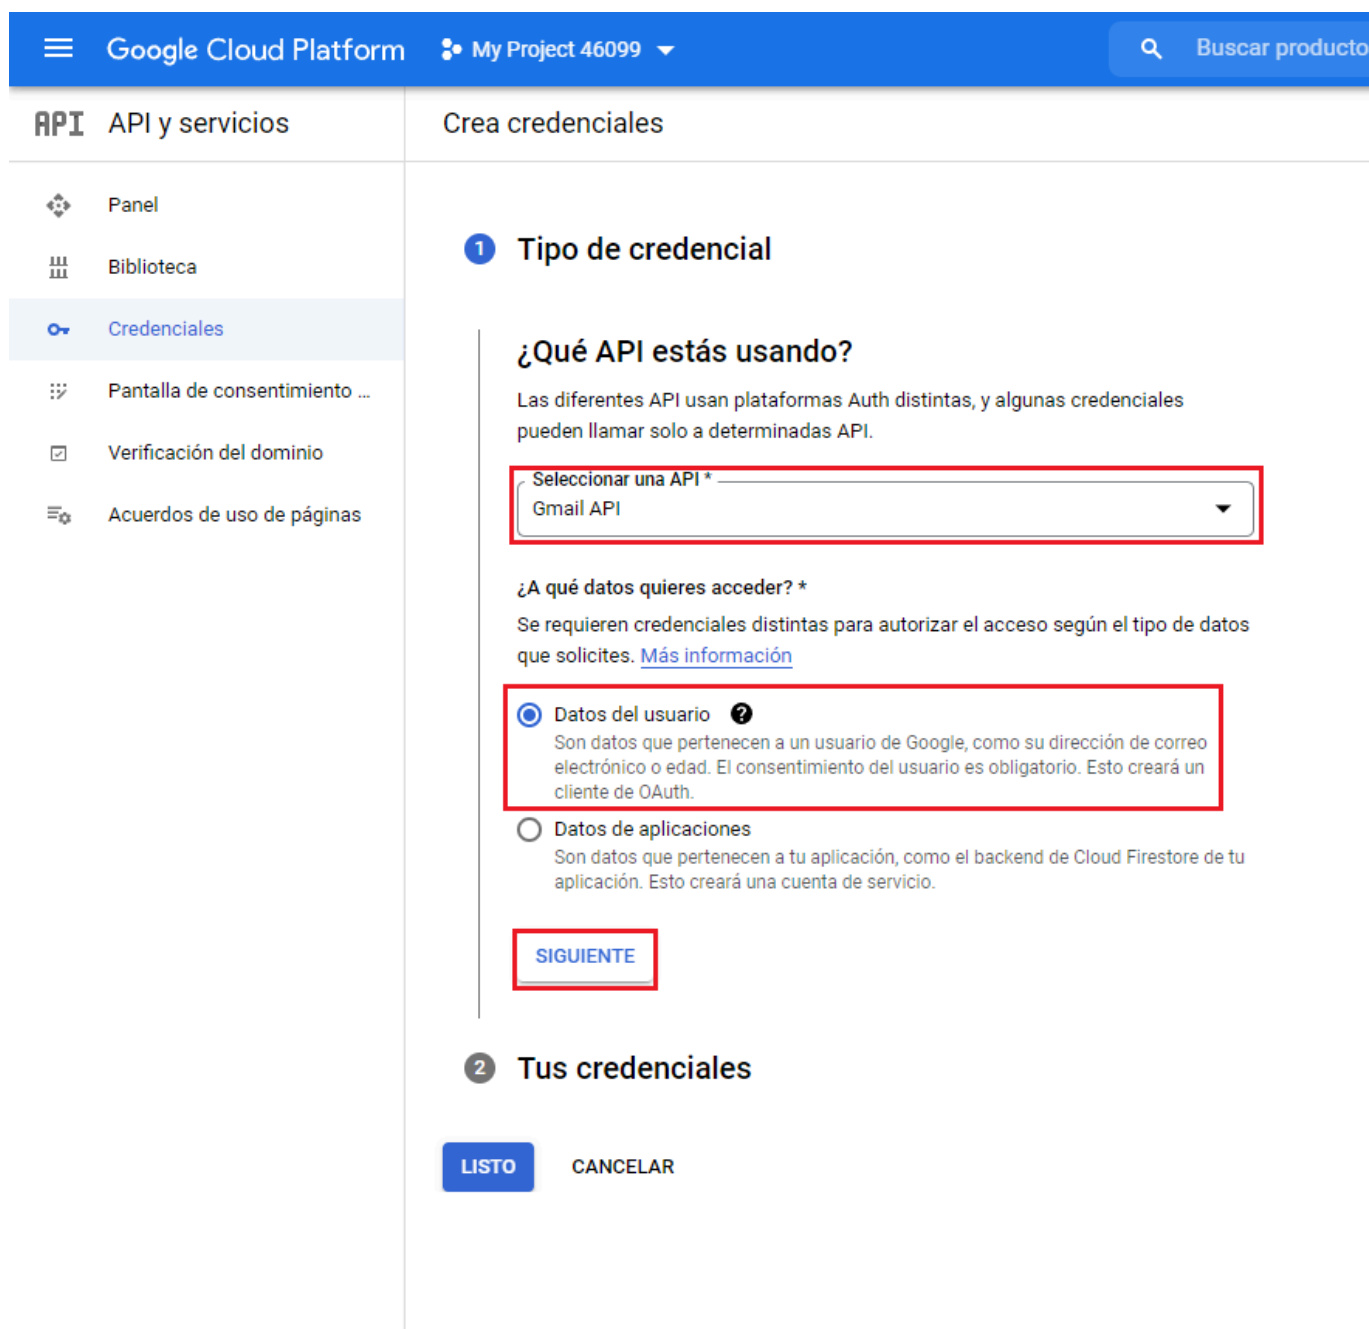 Google Cloud Platform My Project 46099 Buscar producto
API API y servicios
Crea credenciales
Panel
Biblioteca
Credenciales
Pantalla de consentimiento ...
Verificación del dominio
Acuerdos de uso de páginas
1 Tipo de credencial
¿Qué API estás usando?
Las diferentes API usan plataformas Auth distintas, y algunas credenciales
pueden llamar solo a determinadas API.
Seleccionar una API *
Gmail API
¿A qué datos quieres acceder? *
Se requieren credenciales distintas para autorizar el acceso según el tipo de datos
que solicites. Más información
Datos del usuario ?
Son datos que pertenecen a un usuario de Google, como su dirección de correo
electrónico o edad. El consentimiento del usuario es obligatorio. Esto creará un
cliente de OAuth.
Datos de aplicaciones
Son datos que pertenecen a tu aplicación, como el backend de Cloud Firestore de tu
aplicación. Esto creará una cuenta de servicio.
SIGUIENTE
2 Tus credenciales
LISTO CANCELAR